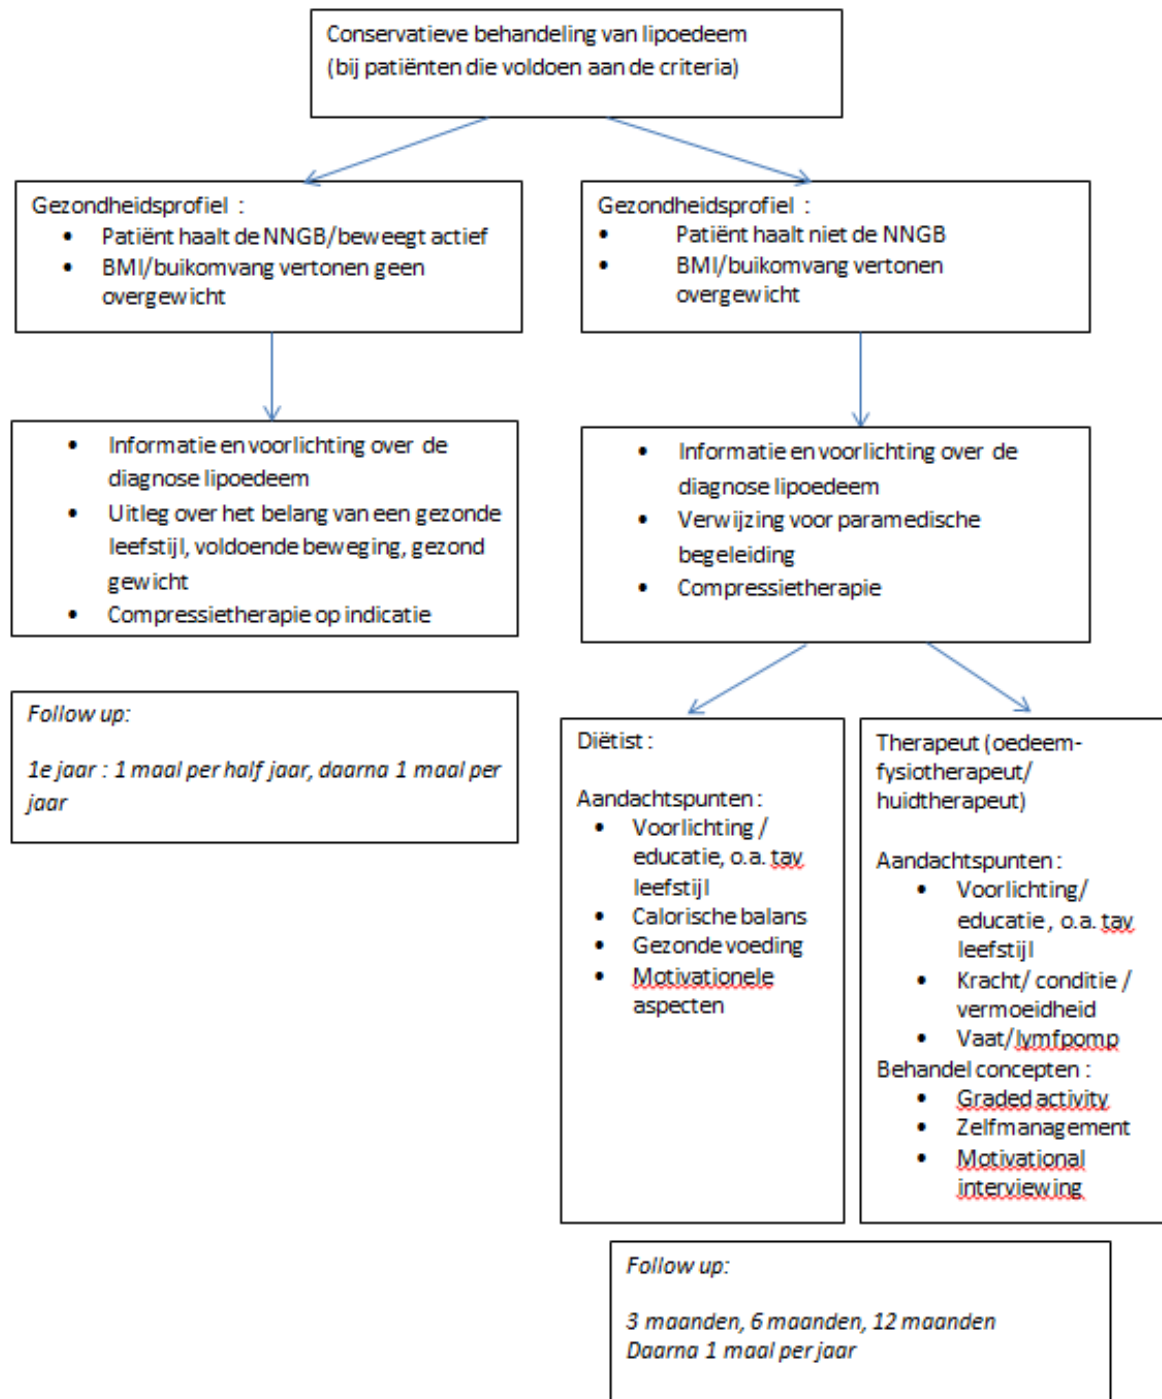 Conservatieve behandeling van lipoedeem
(bij patiënten die voldoen aan de criteria)
Gezondheidsprofiel :
• Patiënt haalt de NNGB/beweegt actief
• BMI/buikomvang vertonen geen
overgewicht
Gezondheidsprofiel :
• Patiënt haalt niet de NNGB
• BMI/buikomvang vertonen
overgewicht
• Informatie en voorlichting over de
diagnose lipoedeem
• Uitleg over het belang van een gezonde
leefstijl, voldoende beweging, gezond
gewicht
• Compressietherapie op indicatie
• Informatie en voorlichting over de
diagnose lipoedeem
• Verwijzing voor paramedische
begeleiding
• Compressietherapie
Follow up:
1e jaar : 1 maal per half jaar, daarna 1 maal per
jaar
Diëtist :
Aandachtspunten :
• Voorlichting /
educatie, o.a. tav
leefstijl
• Calorische balans
• Gezonde voeding
• Motivationele
aspecten
Therapeut (oedeem-
fysiotherapeut/
huidtherapeut)
Aandachtspunten :
• Voorlichting/
educatie , o.a. tav
leefstijl
• Kracht/ conditie /
vermoeidheid
• Vaat/lymfpomp
Behandel concepten :
• Graded activity
• Zelfmanagement
• Motivational
interviewing
Follow up:
3 maanden, 6 maanden, 12 maanden
Daarna 1 maal per jaar